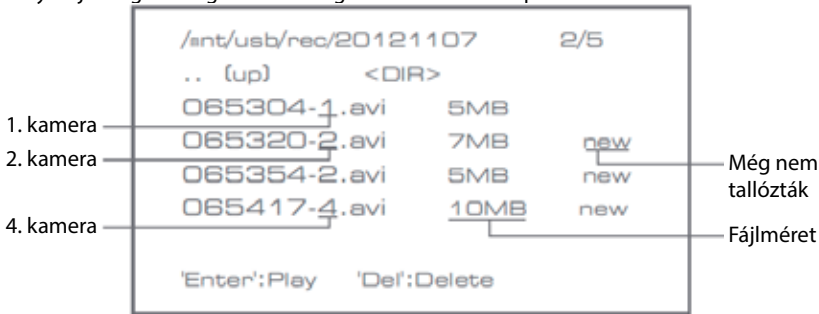 /mnt/usb/rec/20121107 2/5
.. (up) <DIR>
065304-1.avi 5MB
1. kamera
065320-2.avi 7MB new
2. kamera
Még nem
tallózták
065354-2.avi 5MB new
065417-4.avi 10MB new
4. kamera
Fájlméret
'Enter':Play 'Del':Delete